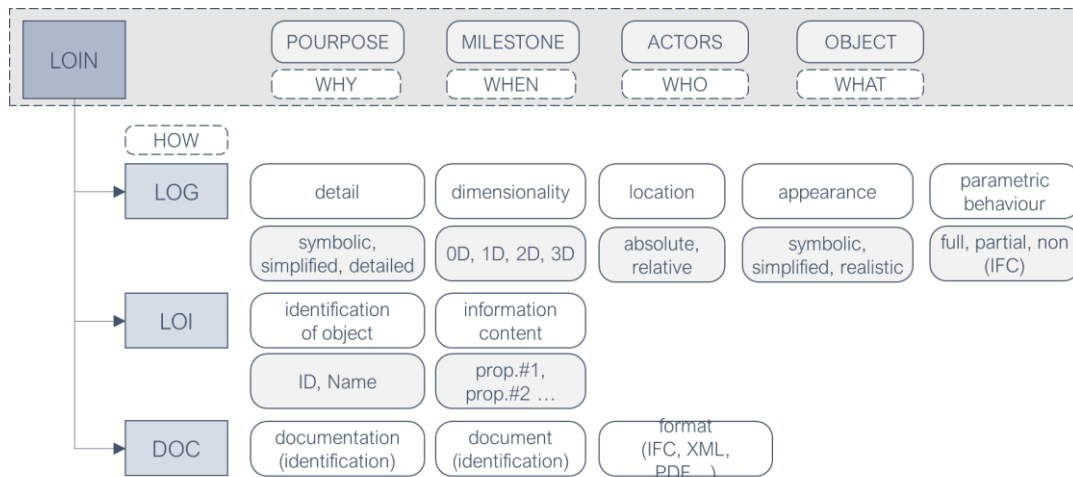 LOIN
POURPOSE
MILESTONE
ACTORS
OBJECT
WHY
WHEN
WHO
WHAT
HOW
LOG
detail
dimensionality
location
appearance
parametric
behaviour
symbolic,
simplified, detailed
0D, 1D, 2D, 3D
absolute,
relative
symbolic,
simplified, realistic
full, partial, non
(IFC)
LOI
identification
of object
information
content
ID, Name
prop.#1,
prop.#2 ...
DOC
documentation
(identification)
document
(identification)
format
(IFC, XML,
PDF ...)